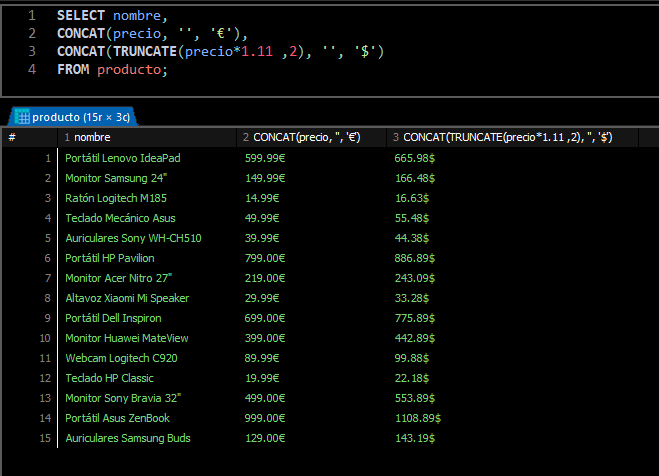 1 SELECT nombre,
2 CONCAT(precio, '', '€'),
3 CONCAT(TRUNCATE(precio*1.11 ,2), '', '$')
4 FROM producto;
producto (15r × 3c)
# 1 nombre 2 CONCAT(precio, '', '€') 3 CONCAT(TRUNCATE(precio*1.11 ,2), '', '$')
1 Portátil Lenovo IdeaPad 599.99€ 665.98$
2 Monitor Samsung 24" 149.99€ 166.48$
3 Ratón Logitech M185 14.99€ 16.63$
4 Teclado Mecánico Asus 49.99€ 55.48$
5 Auriculares Sony WH-CH510 39.99€ 44.38$
6 Portátil HP Pavilion 799.00€ 886.89$
7 Monitor Acer Nitro 27" 219.00€ 243.09$
8 Altavoz Xiaomi Mi Speaker 29.99€ 33.28$
9 Portátil Dell Inspiron 699.00€ 775.89$
10 Monitor Huawei MateView 399.00€ 442.89$
11 Webcam Logitech C920 89.99€ 99.88$
12 Teclado HP Classic 19.99€ 22.18$
13 Monitor Sony Bravia 32" 499.00€ 553.89$
14 Portátil Asus ZenBook 999.00€ 1108.89$
15 Auriculares Samsung Buds 129.00€ 143.19$